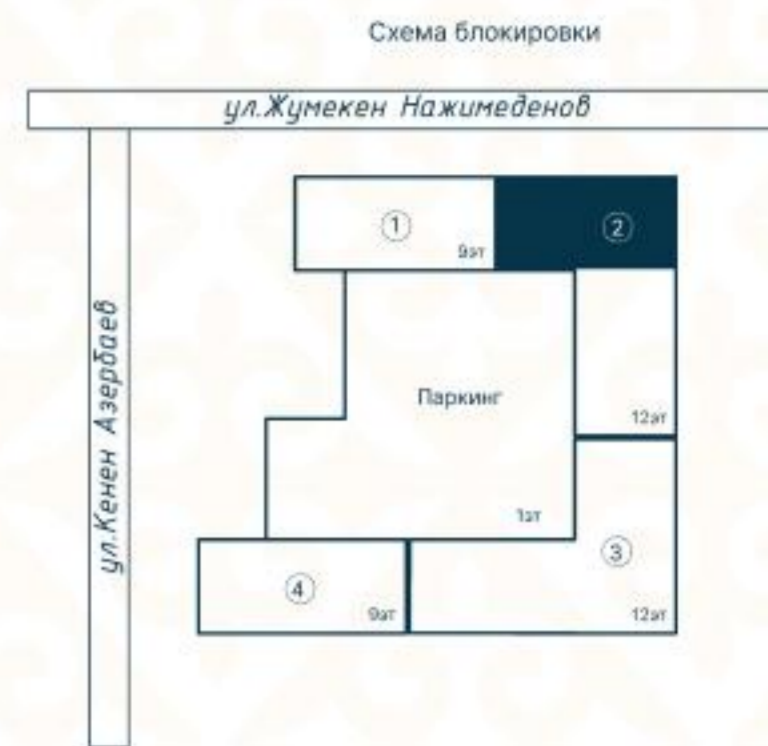 Схема блокировки
ул.Жумекен Нажимеденов
1
2
9эт
ул.Кенен Азербаев
Паркинг
12эт
1эт
3
4
9эт
12эт